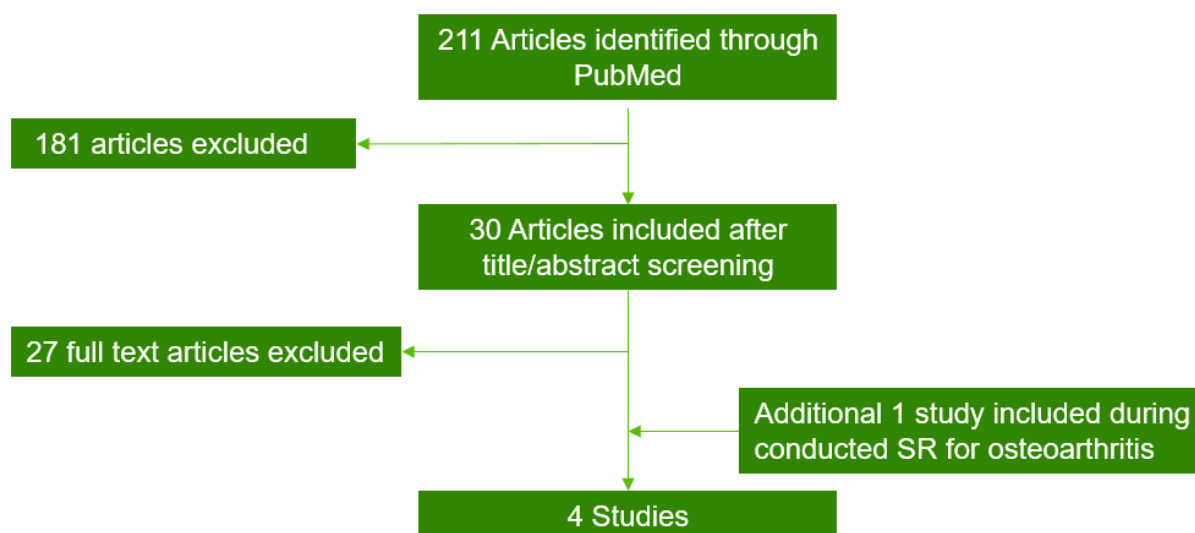 211 Articles identified through
PubMed
181 articles excluded
30 Articles included after
title/abstract screening
27 full text articles excluded
Additional 1 study included during
conducted SR for osteoarthritis
4 Studies